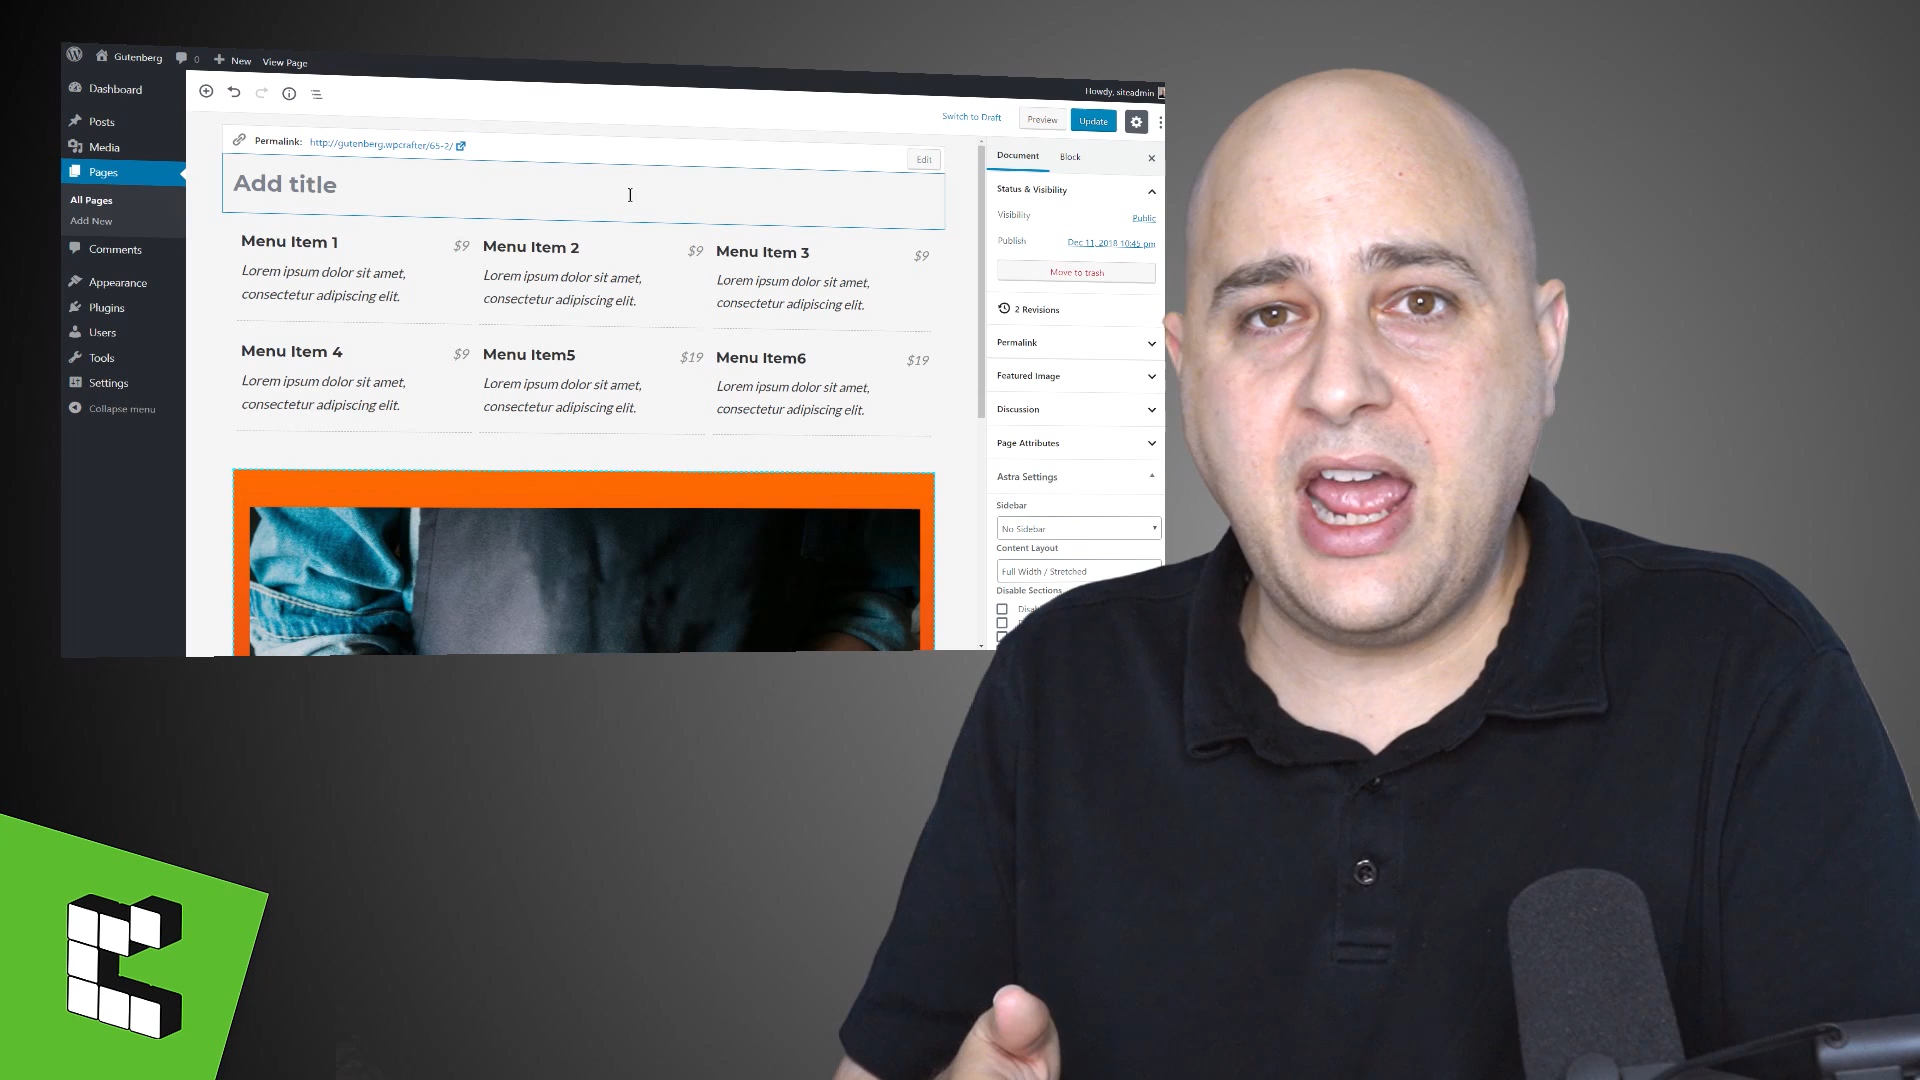 Gutenberg 0 New View Page
Howdy, siteadmin
Dashboard
Posts
Media
Pages
All Pages
Add New
Comments
Appearance
Plugins
Users
Tools
Settings
Collapse menu
Switch to Draft Preview Update
Permalink: http://gutenberg.wpcrafter/65-2/ Edit
Add title
Menu Item 1 $9
Lorem ipsum dolor sit amet,
consectetur adipiscing elit.
Menu Item 2 $9
Lorem ipsum dolor sit amet,
consectetur adipiscing elit.
Menu Item 3 $9
Lorem ipsum dolor sit amet,
consectetur adipiscing elit.
Menu Item 4 $9
Lorem ipsum dolor sit amet,
consectetur adipiscing elit.
Menu Item5 $19
Lorem ipsum dolor sit amet,
consectetur adipiscing elit.
Menu Item6 $19
Lorem ipsum dolor sit amet,
consectetur adipiscing elit.
Document Block
Status & Visibility
Visibility Public
Publish Dec 11, 2018 10:45 pm
Move to trash
2 Revisions
Permalink
Featured Image
Discussion
Page Attributes
Astra Settings
Sidebar
No Sidebar
Content Layout
Full Width / Stretched
Disable Sections